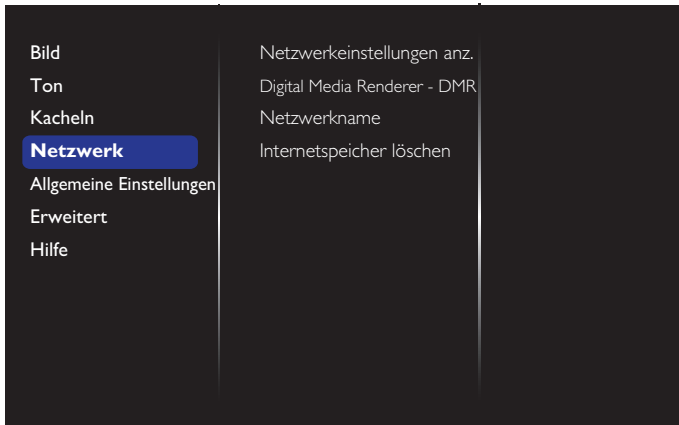 Bild
Ton
Kacheln
Netzwerk
Allgemeine Einstellungen
Erweitert
Hilfe
Netzwerkeinstellungen anz.
Digital Media Renderer - DMR
Netzwerkname
Internetspeicher löschen